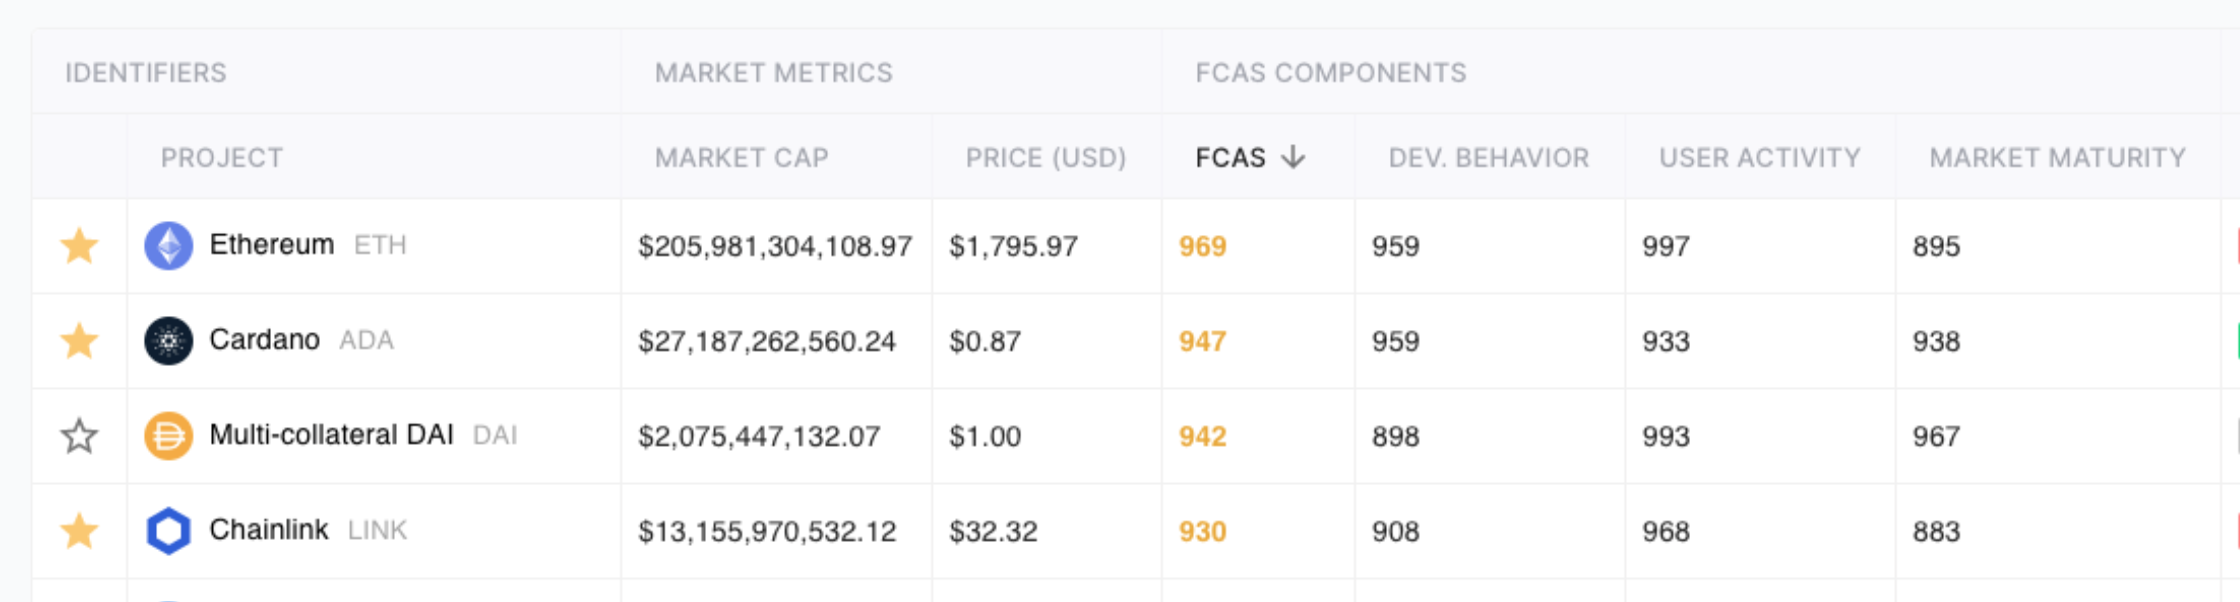 IDENTIFIERS MARKET METRICS FCAS COMPONENTS
PROJECT MARKET CAP PRICE (USD) FCAS DEV. BEHAVIOR USER ACTIVITY MARKET MATURITY
Ethereum ETH $205,981,304,108.97 $1,795.97 969 959 997 895
Cardano ADA $27,187,262,560.24 $0.87 947 959 933 938
Multi-collateral DAI DAI $2,075,447,132.07 $1.00 942 898 993 967
Chainlink LINK $13,155,970,532.12 $32.32 930 908 968 883